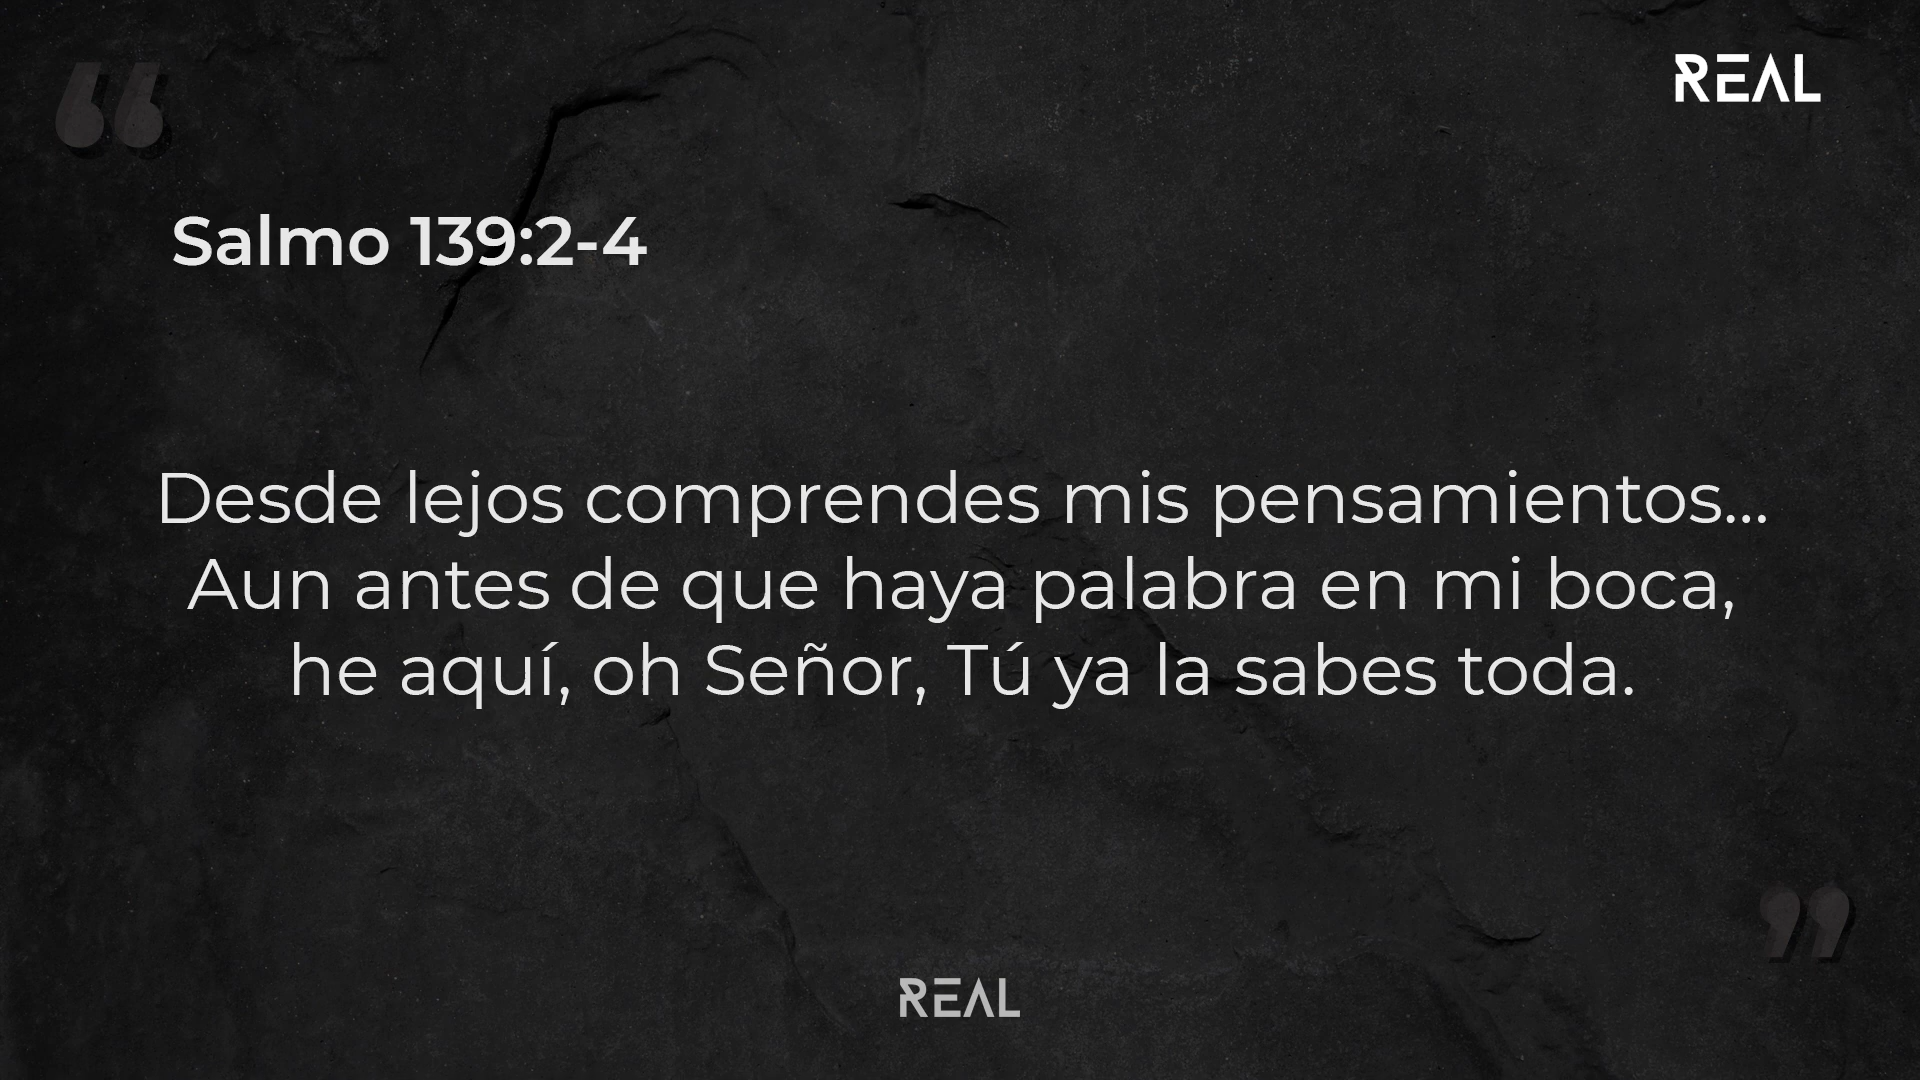 REAL
Salmo 139:2-4
Desde lejos comprendes mis pensamientos...
Aun antes de que haya palabra en mi boca,
he aquí, oh Señor, Tú ya la sabes toda.
REAL